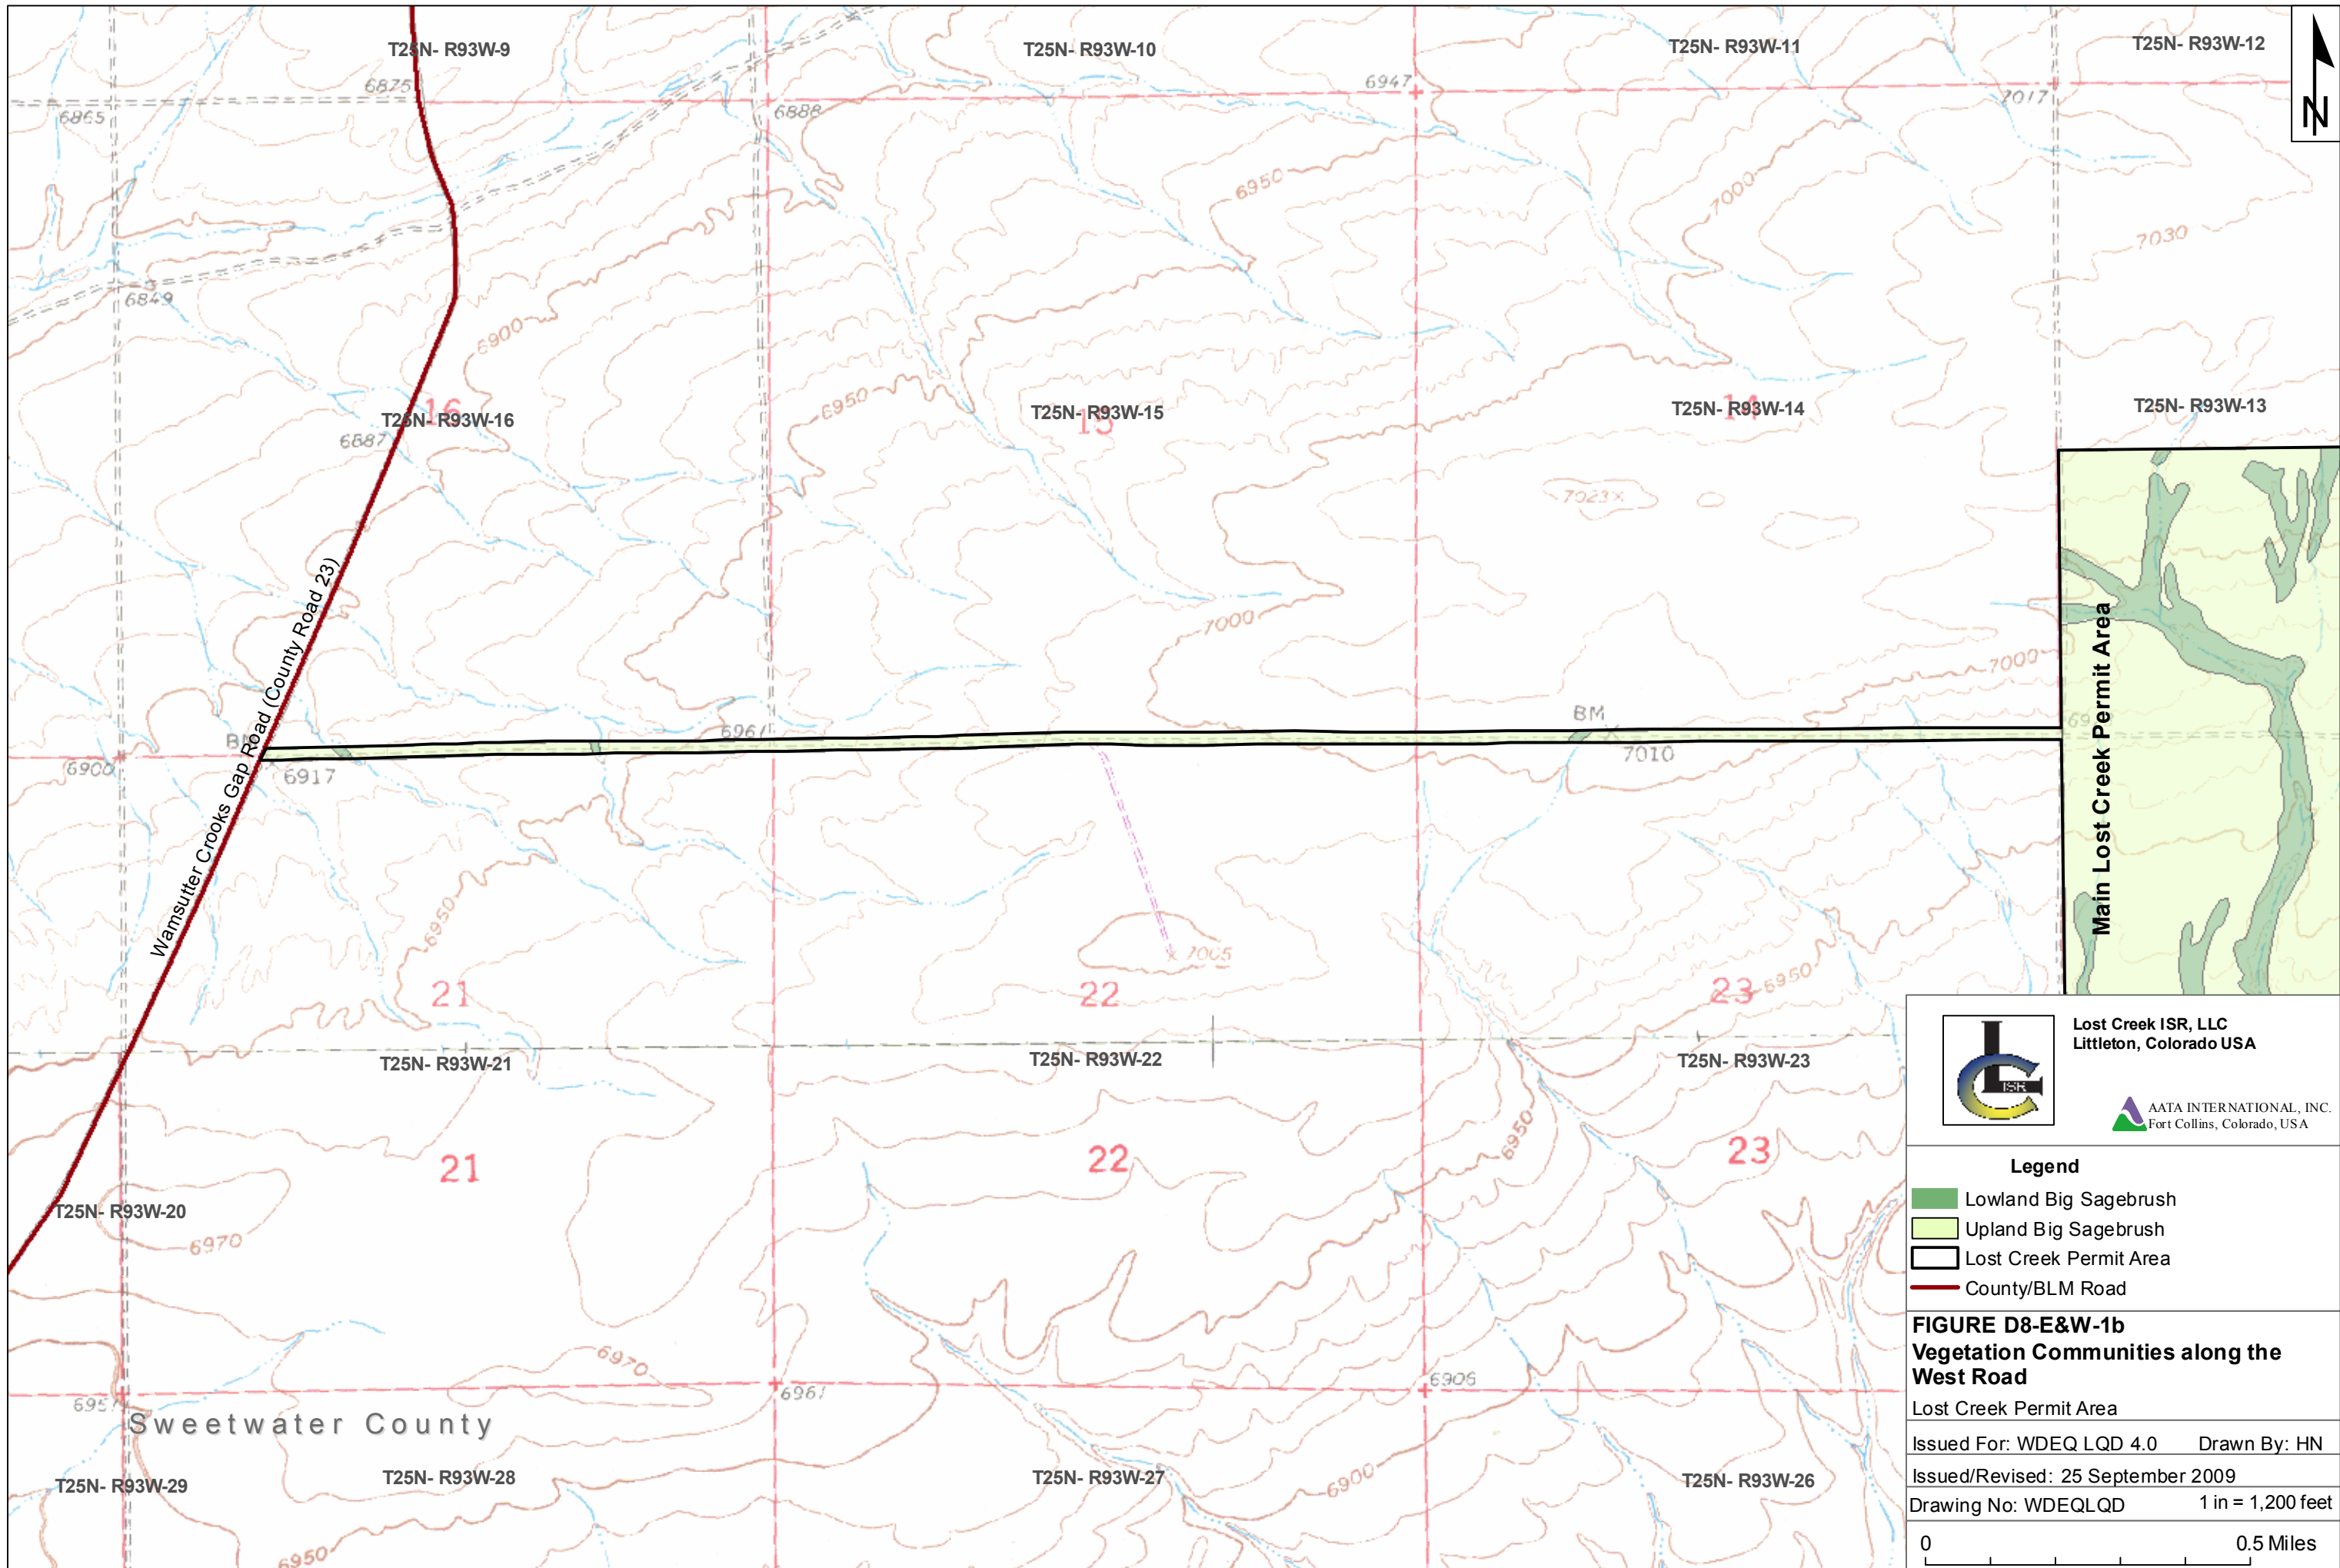 T25N- R93W-9
T25N- R93W-10
T25N- R93W-11
T25N- R93W-12
N
6875
6865
6888
6947
7017
6950
7000
7030
6849
6900
6950
16
T25N- R93W-16
6887
15
T25N- R93W-15
14
T25N- R93W-14
T25N- R93W-13
7023
Wamsutter Crooks Gap Road (County Road 23)
7000
7000
Main Lost Creek Permit Area
BM
6961
BM
7010
6900
6917
6950
7005
21
22
23
6950
T25N- R93W-21
T25N- R93W-22
T25N- R93W-23
21
22
6950
23
T25N- R93W-20
6970
6970
6961
6906
Sweetwater County
T25N- R93W-29
T25N- R93W-28
T25N- R93W-27
6900
T25N- R93W-26
6950
Lost Creek ISR, LLC
Littleton, Colorado USA
LC ISR
AATA INTERNATIONAL, INC.
Fort Collins, Colorado, USA
Legend
Lowland Big Sagebrush
Upland Big Sagebrush
Lost Creek Permit Area
County/BLM Road
FIGURE D8-E&W-1b
Vegetation Communities along the
West Road
Lost Creek Permit Area
Issued For: WDEQ LQD 4.0 Drawn By: HN
Issued/Revised: 25 September 2009
Drawing No: WDEQLQD 1 in = 1,200 feet
0 0.5 Miles